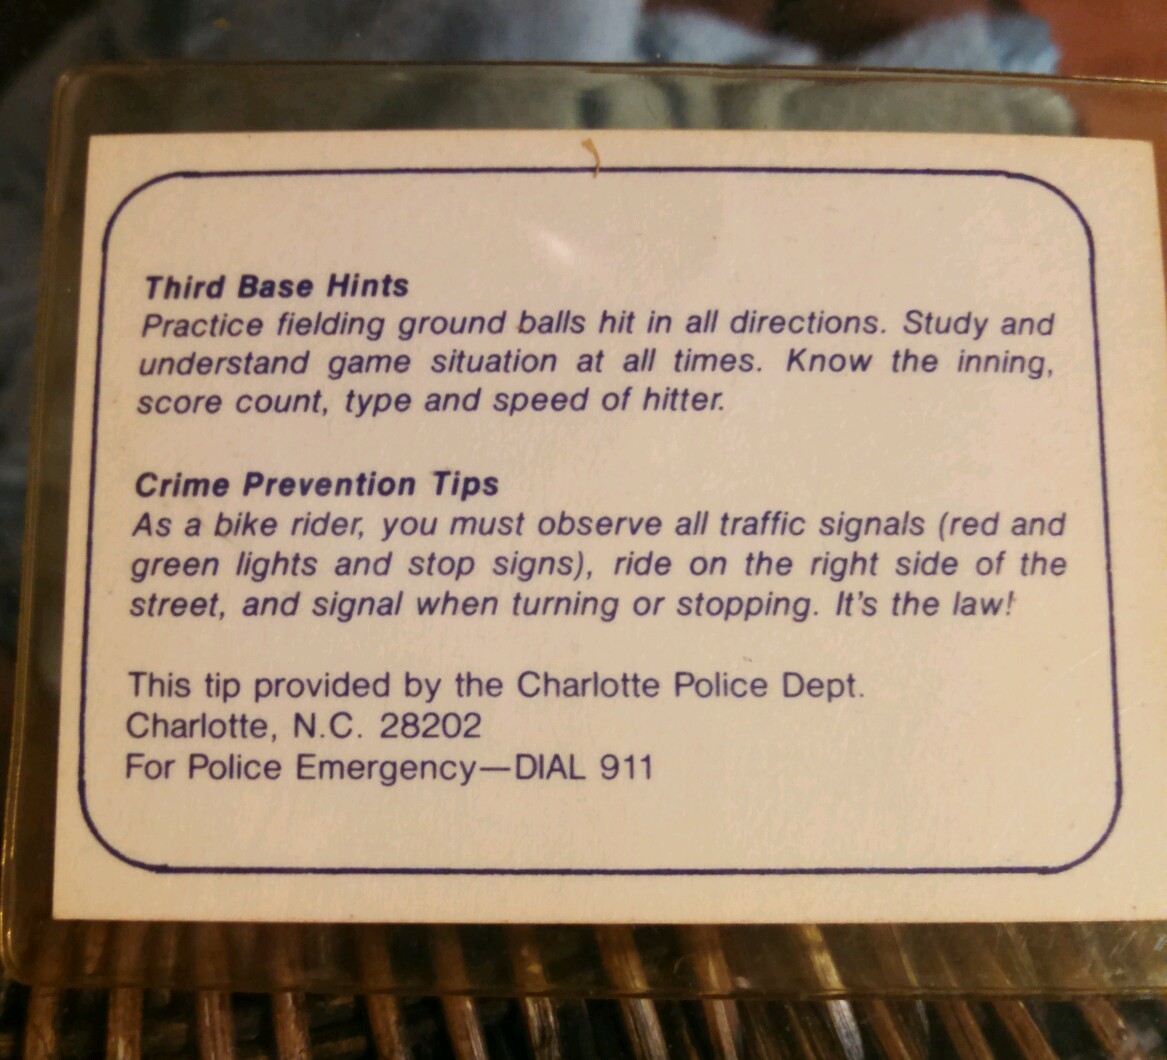 Third Base Hints
Practice fielding ground balls hit in all directions. Study and
understand game situation at all times. Know the inning,
score count, type and speed of hitter.
Crime Prevention Tips
As a bike rider, you must observe all traffic signals (red and
green lights and stop signs), ride on the right side of the
street, and signal when turning or stopping. It's the law!
This tip provided by the Charlotte Police Dept.
Charlotte, N.C. 28202
For Police Emergency—DIAL 911